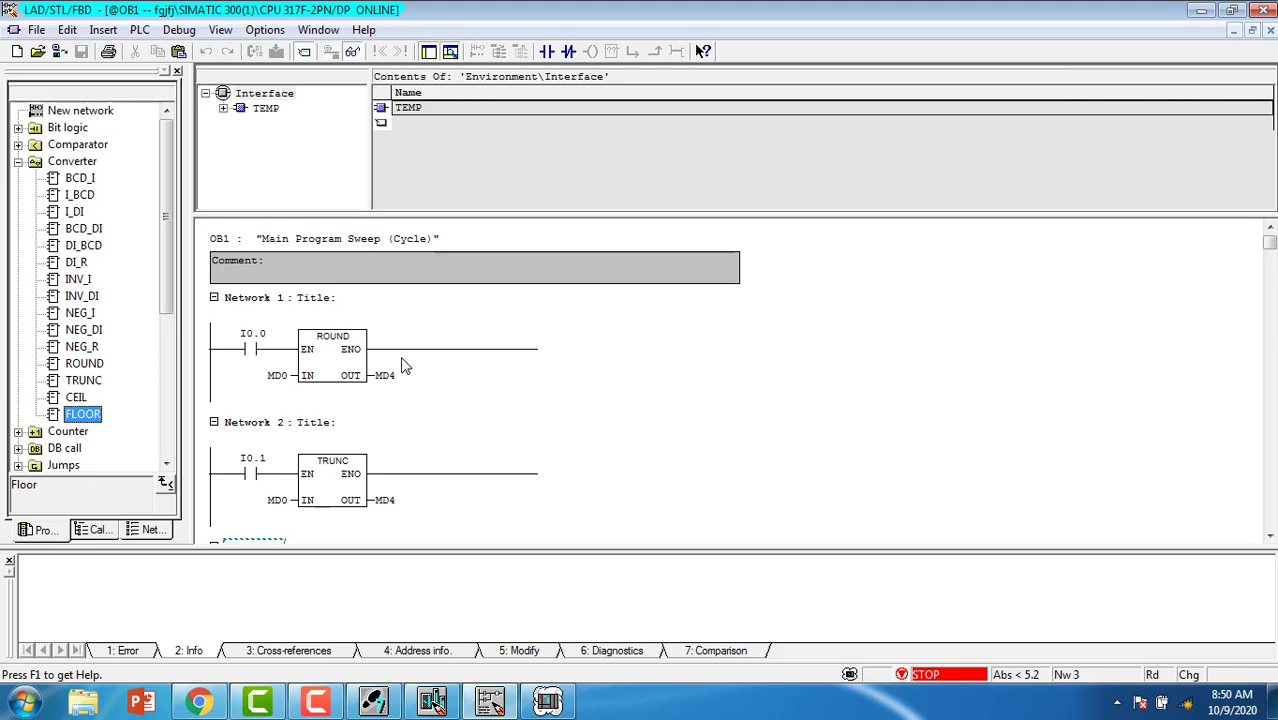 LAD/STL/FBD - [@OB1 -- fgjfj\SIMATIC 300(1)\CPU 317F-2PN/DP ONLINE]
File Edit Insert PLC Debug View Options Window Help
New network
Bit logic
Comparator
Converter
BCD_I
I_BCD
I_DI
BCD_DI
DI_BCD
DI_R
INV_I
INV_DI
NEG_I
NEG_DI
NEG_R
ROUND
TRUNC
CEIL
FLOOR
Counter
DB call
Jumps
Floor
Pro... Cal... Net...
Interface
TEMP
Contents Of: 'Environment\Interface'
Name
TEMP
OB1 : "Main Program Sweep (Cycle)"
Comment:
Network 1 : Title:
I0.0
ROUND
EN ENO
MD0 IN OUT MD4
Network 2 : Title:
I0.1
TRUNC
EN ENO
MD0 IN OUT MD4
1: Error 2: Info 3: Cross-references 4: Address info. 5: Modify 6: Diagnostics 7: Comparison
Press F1 to get Help.
STOP Abs < 5.2 Nw 3 Rd Chg
8:50 AM
10/9/2020